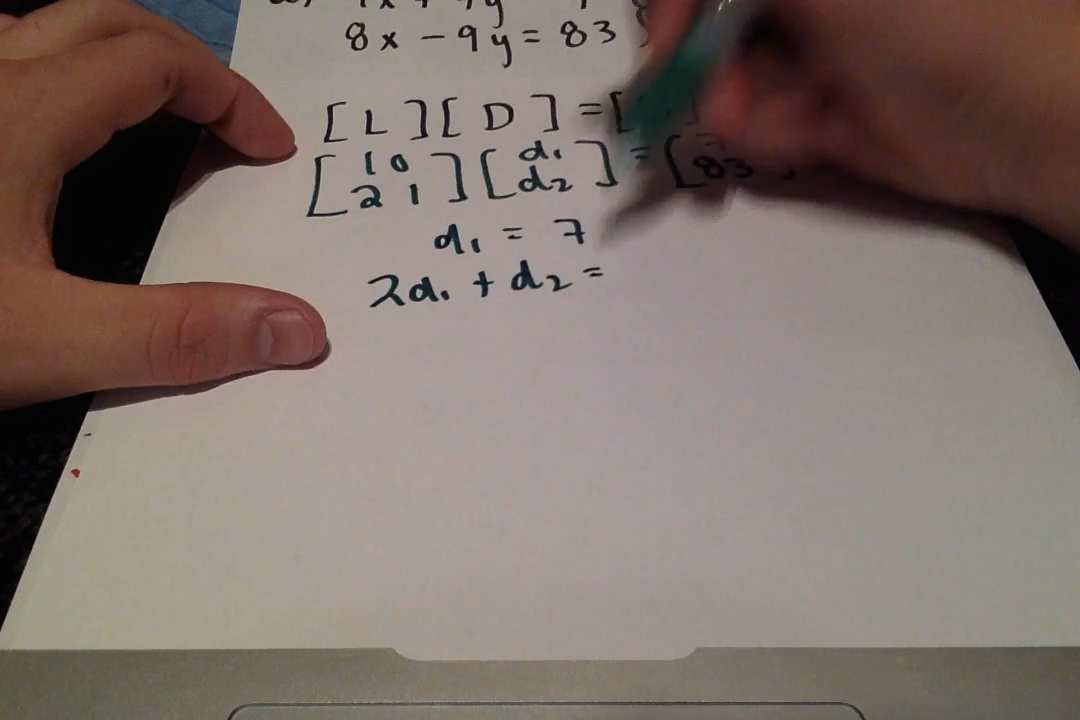 8x - 9y = 83
[ L ] [ D ] = [
[ 1 0 2 1 ] [ d1 d2 ] = [ 83
d1 = 7
2d1 + d2 =